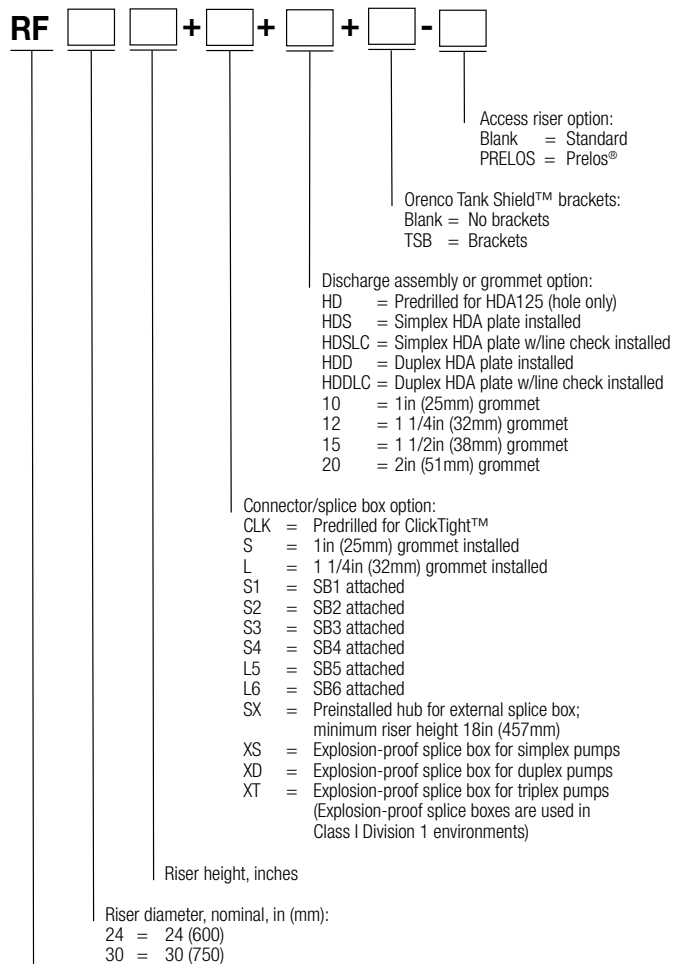 RF + + + -
Access riser option:
Blank = Standard
PRELOS = Prelos®
Orenco Tank Shield™ brackets:
Blank = No brackets
TSB = Brackets
Discharge assembly or grommet option:
HD = Predrilled for HDA125 (hole only)
HDS = Simplex HDA plate installed
HDSLC = Simplex HDA plate w/line check installed
HDD = Duplex HDA plate installed
HDDLC = Duplex HDA plate w/line check installed
10 = 1in (25mm) grommet
12 = 1 1/4in (32mm) grommet
15 = 1 1/2in (38mm) grommet
20 = 2in (51mm) grommet
Connector/splice box option:
CLK = Predrilled for ClickTight™
S = 1in (25mm) grommet installed
L = 1 1/4in (32mm) grommet installed
S1 = SB1 attached
S2 = SB2 attached
S3 = SB3 attached
S4 = SB4 attached
L5 = SB5 attached
L6 = SB6 attached
SX = Preinstalled hub for external splice box;
minimum riser height 18in (457mm)
XS = Explosion-proof splice box for simplex pumps
XD = Explosion-proof splice box for duplex pumps
XT = Explosion-proof splice box for triplex pumps
(Explosion-proof splice boxes are used in
Class I Division 1 environments)
Riser height, inches
Riser diameter, nominal, in (mm):
24 = 24 (600)
30 = 30 (750)